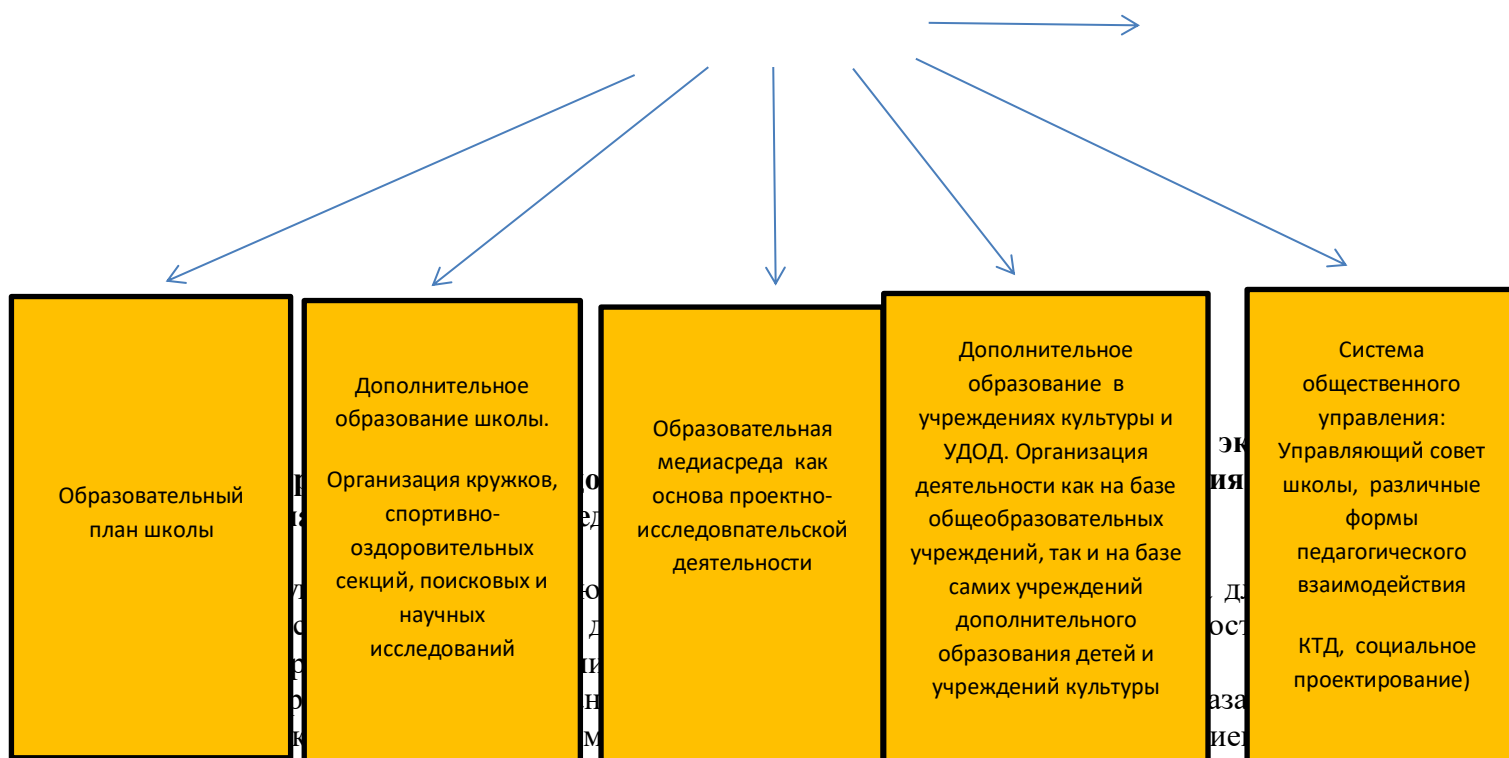 Образовательный
план школы
Дополнительное
образование школы.
Организация кружков,
спортивно-
оздоровительных
секций, поисковых и
научных
исследований
Образовательная
медиасреда как
основа проектно-
исследовпательской
деятельности
Дополнительное
образование в
учреждениях культуры и
УДОД. Организация
деятельности как на базе
общеобразовательных
учреждений, так и на базе
самих учреждений
дополнительного
образования детей и
учреждений культуры
Система
общественного
управления:
Управляющий совет
школы, различные
формы
педагогического
взаимодействия
КТД, социальное
проектирование)